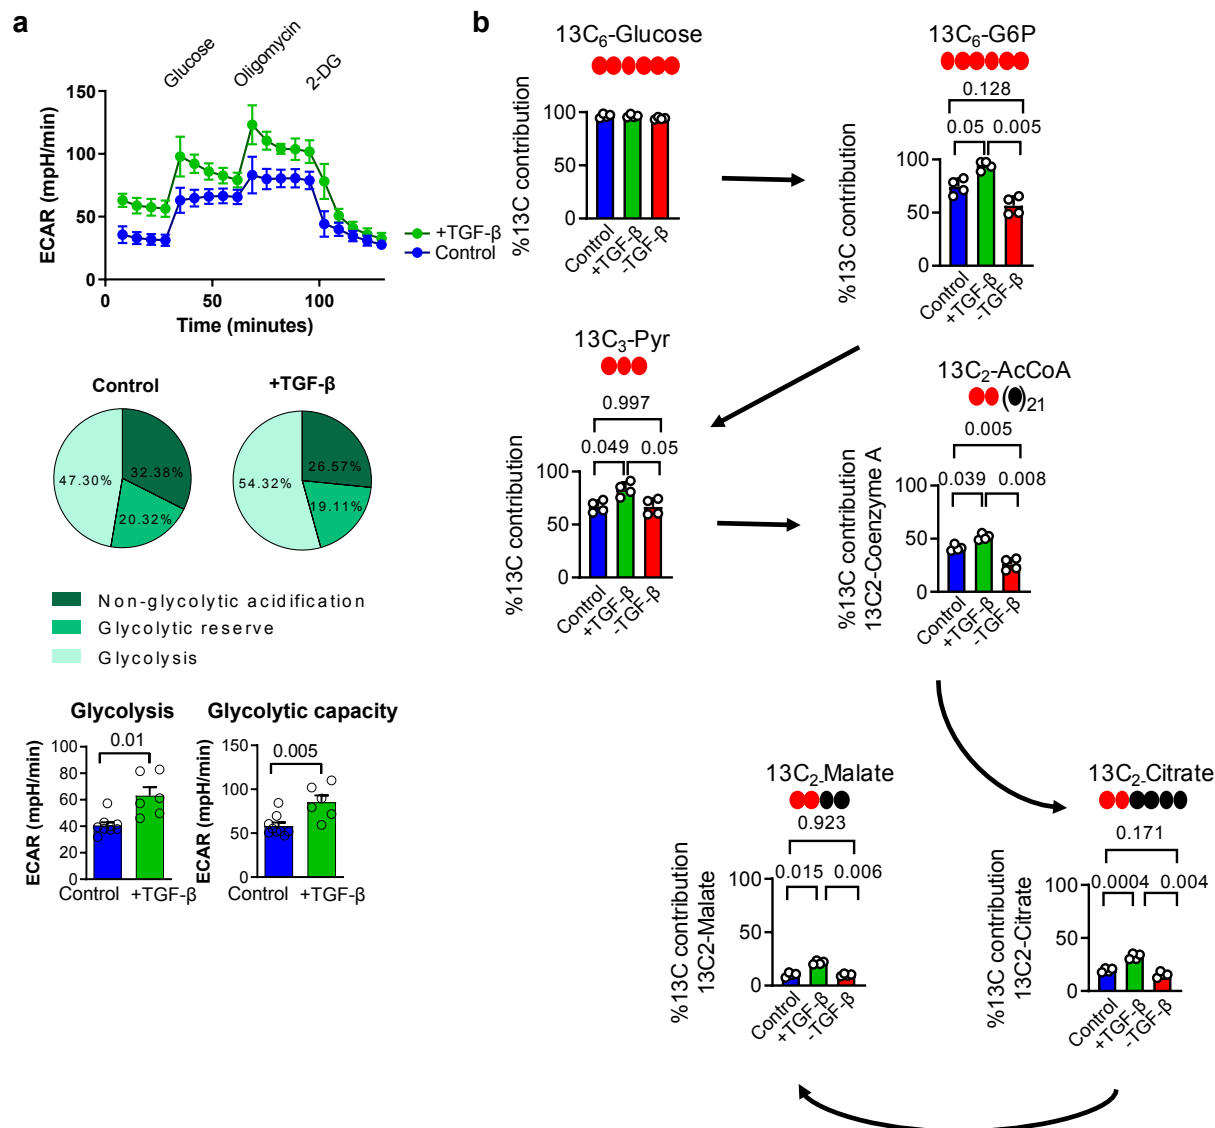 a
Glucose
Oligomycin
2-DG
ECAR (mpH/min)
150
100
50
0
0
50
100
Time (minutes)
+TGF-β
Control
Control
+TGF-β
47.30%
32.38%
20.32%
54.32%
26.57%
19.11%
Non-glycolytic acidification
Glycolytic reserve
Glycolysis
Glycolysis
ECAR (mpH/min)
100
80
60
40
20
0
0.01
Control
+TGF-β
Glycolytic capacity
ECAR (mpH/min)
150
100
50
0
0.005
Control
+TGF-β
b
13C₆-Glucose
%13C contribution
100
50
0
Control
+TGF-β
-TGF-β
13C₆-G6P
0.128
0.05
0.005
%13C contribution
100
50
0
Control
+TGF-β
-TGF-β
13C₃-Pyr
0.997
0.049
0.05
%13C contribution
100
50
0
Control
+TGF-β
-TGF-β
13C₂-AcCoA
( )₂₁
0.005
0.039
0.008
%13C contribution
13C2-Coenzyme A
100
50
0
Control
+TGF-β
-TGF-β
13C₂-Malate
0.923
0.015
0.006
%13C contribution
13C2-Malate
100
50
0
Control
+TGF-β
-TGF-β
13C₂-Citrate
0.171
0.0004
0.004
%13C contribution
13C2-Citrate
100
50
0
Control
+TGF-β
-TGF-β